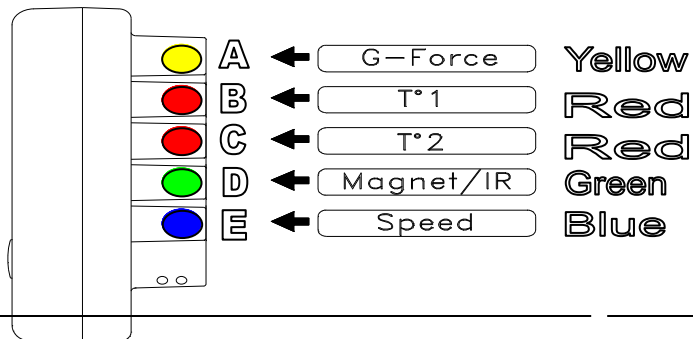 A G-Force Yellow
B T°1 Red
C T°2 Red
D Magnet/IR Green
E Speed Blue